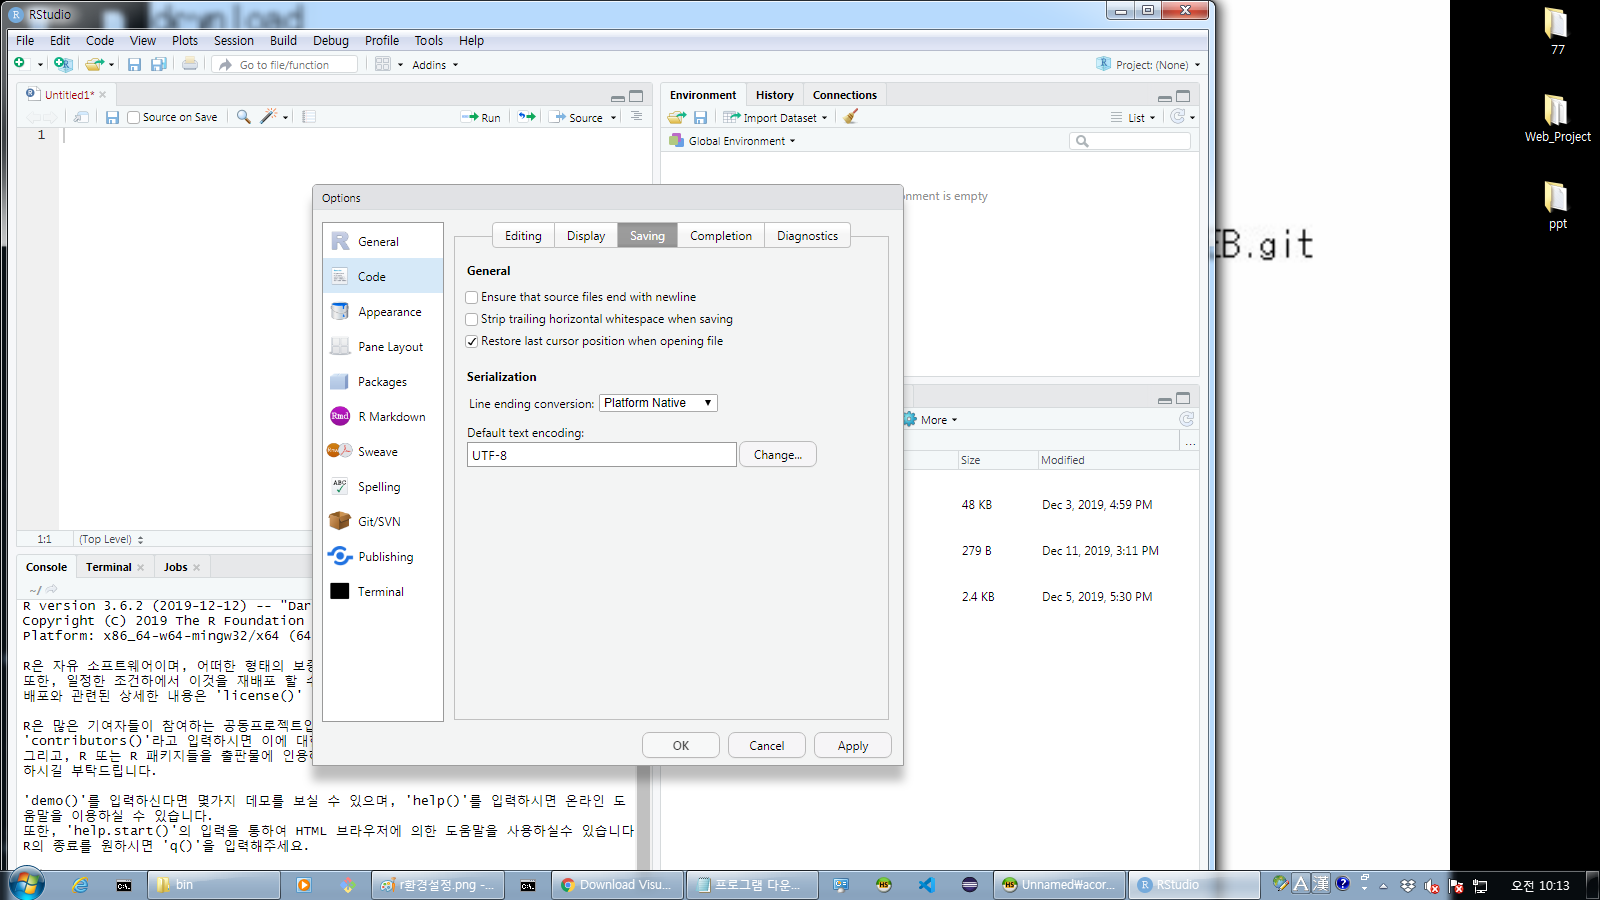 download
RStudio
File Edit Code View Plots Session Build Debug Profile Tools Help
Go to file/function
Addins
Project: (None)
Untitled1*
Source on Save
Run
Source
1
1:1 (Top Level)
Environment History Connections
Import Dataset
List
Global Environment
nment is empty
More
...
Size Modified
48 KB Dec 3, 2019, 4:59 PM
279 B Dec 11, 2019, 3:11 PM
2.4 KB Dec 5, 2019, 5:30 PM
Options
General
Code
Appearance
Pane Layout
Packages
R Markdown
Sweave
Spelling
Git/SVN
Publishing
Terminal
Editing Display Saving Completion Diagnostics
General
Ensure that source files end with newline
Strip trailing horizontal whitespace when saving
Restore last cursor position when opening file
Serialization
Line ending conversion: Platform Native
Default text encoding:
UTF-8
Change...
OK Cancel Apply
Console Terminal Jobs
~/
R version 3.6.2 (2019-12-12) -- "Dar
Copyright (C) 2019 The R Foundation
Platform: x86_64-w64-mingw32/x64 (64
R은 자유 소프트웨어이며, 어떠한 형태의 보증
또한, 일정한 조건하에서 이것을 재배포 할 수
배포와 관련된 상세한 내용은 'license()'
R은 많은 기여자들이 참여하는 공동프로젝트입
'contributors()'라고 입력하시면 이에 대한
그리고, R 또는 R 패키지들을 출판물에 인용하
하시길 부탁드립니다.
'demo()'를 입력하신다면 몇가지 데모를 보실 수 있으며, 'help()'를 입력하시면 온라인 도
움말을 이용하실 수 있습니다.
또한, 'help.start()'의 입력을 통하여 HTML 브라우저에 의한 도움말을 사용하실수 있습니다
R의 종료를 원하시면 'q()'을 입력해주세요.
EB.git
77
Web_Project
ppt
bin
r환경설정.png -...
Download Visu...
프로그램 다운...
Unnamed₩acor...
RStudio
A 漢
오전 10:13